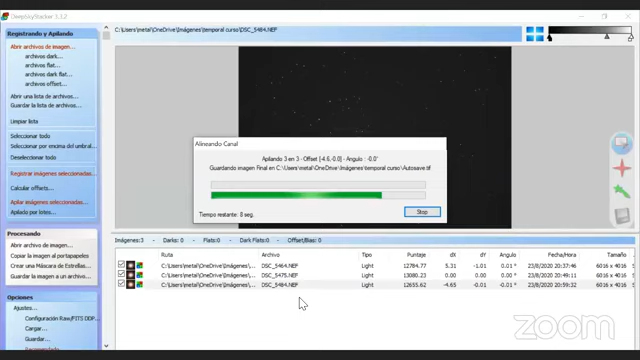 DeepSkyStacker 3.3.2
Registrando y Apilando
Abrir archivos de imagen...
archivos dark...
archivos flat...
archivos dark flat...
archivos offset...
Abrir una lista de archivos...
Guardar la lista de archivos...
Limpiar lista
Seleccionar todo
Seleccionar por encima de umbral...
Deseleccionar todo
Registrar imágenes seleccionadas...
Calcular offsets...
Apilar imágenes seleccionadas...
Apilado por lotes...
Procesando
Abrir archivo de imagen...
Copiar la imagen al portapapeles
Crear una Máscara de Estrellas...
Guardar la imagen a un archivo...
Opciones
Ajustes...
Configuración Raw/FITS DDP...
Cargar...
Guardar...
Recomendado
C:\Users\metal\OneDrive\Imágenes\temporal curso\DSC_5484.NEF
Alineando Canal
Apilando 3 en 3 - Offset [-4.6,-0.0] - Angulo : -0.0°
Guardando imagen Final en C:\Users\metal\OneDrive\Imágenes\temporal curso\Autosave.tif
Tiempo restante: 8 seg.
Stop
Imágenes:3 - Darks: 0 - Flats:0 - Dark Flats:0 - Offset/Bias: 0
Ruta Archivo Tipo Puntaje dX dY Angulo Fecha/Hora Tamaño
C:\Users\metal\OneDrive\Imágenes\... DSC_5464.NEF Light 12784.77 5.31 -1.01 0.01 ° 23/8/2020 20:37:46 6016 x 4016
C:\Users\metal\OneDrive\Imágenes\... DSC_5475.NEF Light 13080.23 0.00 0.00 0.00 ° 23/8/2020 20:49:32 6016 x 4016
C:\Users\metal\OneDrive\Imágenes\... DSC_5484.NEF Light 12655.62 -4.65 -0.01 -0.01 ° 23/8/2020 20:59:32 6016 x 4016
zoom